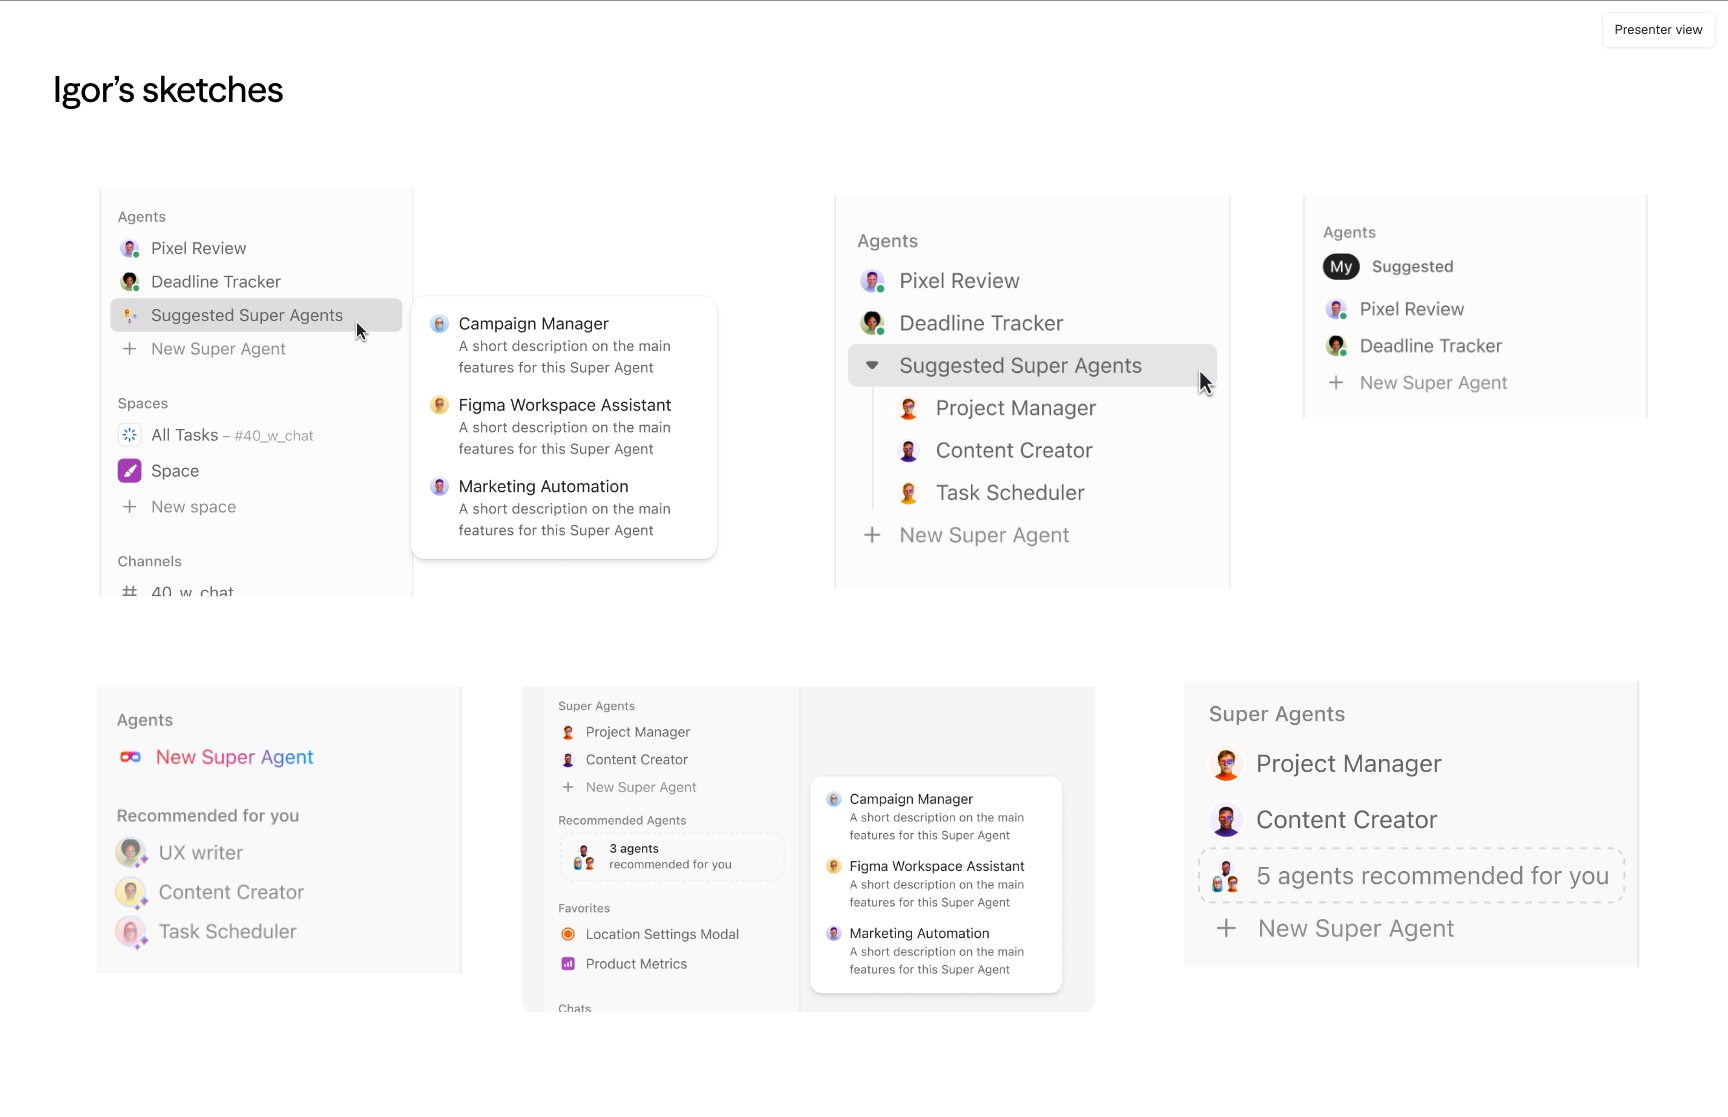 Presenter view
Igor’s sketches
Agents
Pixel Review
Deadline Tracker
Suggested Super Agents
+ New Super Agent
Spaces
All Tasks – #40_w_chat
Space
+ New space
Channels
# 40_w_chat
Campaign Manager
A short description on the main
features for this Super Agent
Figma Workspace Assistant
A short description on the main
features for this Super Agent
Marketing Automation
A short description on the main
features for this Super Agent
Agents
Pixel Review
Deadline Tracker
Suggested Super Agents
Project Manager
Content Creator
Task Scheduler
+ New Super Agent
Agents
My Suggested
Pixel Review
Deadline Tracker
+ New Super Agent
Agents
New Super Agent
Recommended for you
UX writer
Content Creator
Task Scheduler
Super Agents
Project Manager
Content Creator
+ New Super Agent
Recommended Agents
3 agents
recommended for you
Favorites
Location Settings Modal
Product Metrics
Chats
Campaign Manager
A short description on the main
features for this Super Agent
Figma Workspace Assistant
A short description on the main
features for this Super Agent
Marketing Automation
A short description on the main
features for this Super Agent
Super Agents
Project Manager
Content Creator
5 agents recommended for you
+ New Super Agent